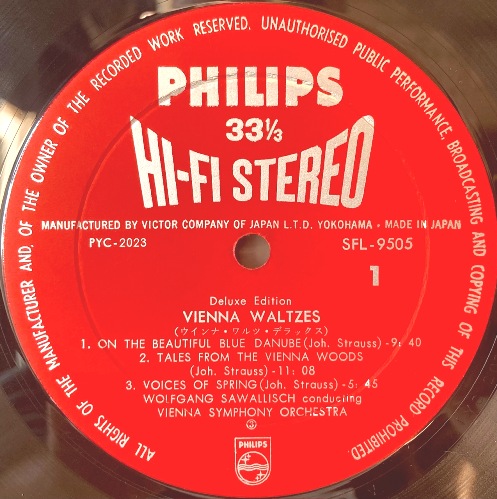 ALL RIGHTS OF THE MANUFACTURER AND, OF THE OWNER OF THE RECORDED WORK RESERVED. UNAUTHORISED PUBLIC PERFORMANCE, BROADCASTING AND COPYING OF THIS RECORD PROHIBITED.
PHILIPS
33⅓
HI-FI STEREO
MANUFACTURED BY VICTOR COMPANY OF JAPAN L.T.D. YOKOHAMA - MADE IN JAPAN
PYC-2023 SFL-9505
1
Deluxe Edition
VIENNA WALTZES
(ウインナ・ワルツ・デラックス)
1. ON THE BEAUTIFUL BLUE DANUBE (Joh. Strauss) -9: 40
2. TALES FROM THE VIENNA WOODS
(Joh. Strauss) -11: 08
3. VOICES OF SPRING (Joh. Strauss) -5: 45
WOLFGANG SAWALLISCH conducting
VIENNA SYMPHONY ORCHESTRA
③
PHILIPS